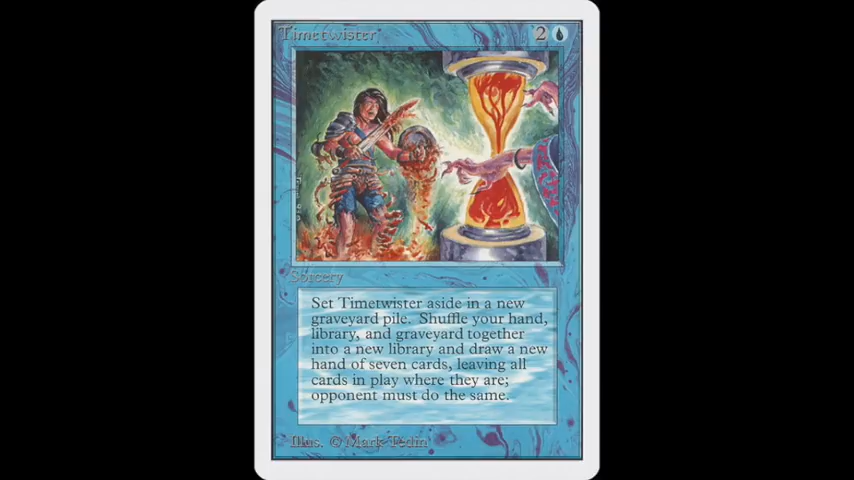 Timetwister 2
Sorcery
Set Timetwister aside in a new
graveyard pile. Shuffle your hand,
library, and graveyard together
into a new library and draw a new
hand of seven cards, leaving all
cards in play where they are;
opponent must do the same.
Illus. © Mark Tedin